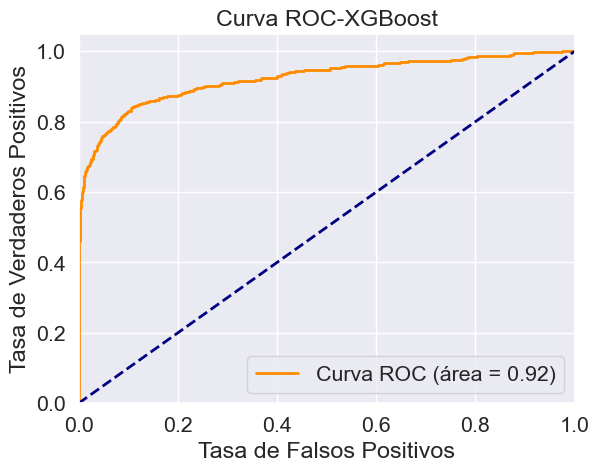 Curva ROC-XGBoost
Tasa de Verdaderos Positivos
1.0
0.8
0.6
0.4
0.2
0.0
Curva ROC (área = 0.92)
0.0 0.2 0.4 0.6 0.8 1.0
Tasa de Falsos Positivos